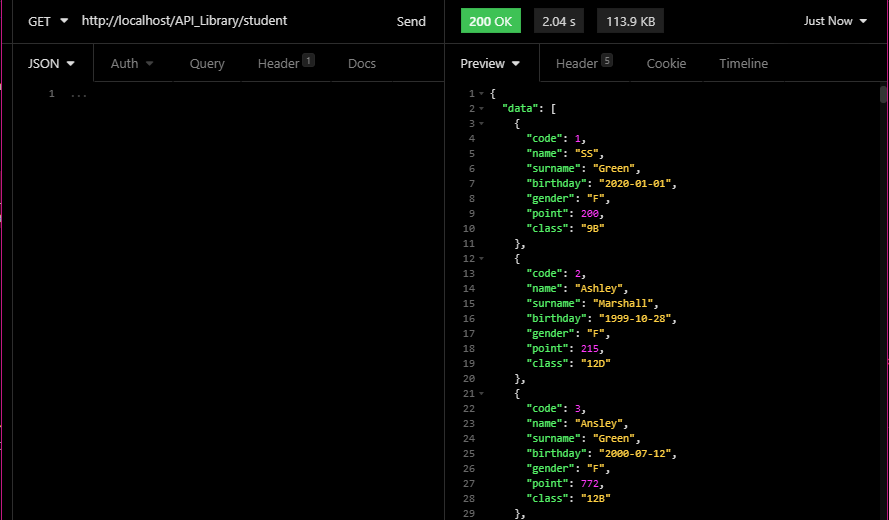 GET http://localhost/API_Library/student Send
200 OK 2.04 s 113.9 KB Just Now
JSON Auth Query Header 1 Docs
Preview Header 5 Cookie Timeline
1 ...
1 {
2 "data": [
3 {
4 "code": 1,
5 "name": "SS",
6 "surname": "Green",
7 "birthday": "2020-01-01",
8 "gender": "F",
9 "point": 200,
10 "class": "9B"
11 },
12 {
13 "code": 2,
14 "name": "Ashley",
15 "surname": "Marshall",
16 "birthday": "1999-10-28",
17 "gender": "F",
18 "point": 215,
19 "class": "12D"
20 },
21 {
22 "code": 3,
23 "name": "Ansley",
24 "surname": "Green",
25 "birthday": "2000-07-12",
26 "gender": "F",
27 "point": 772,
28 "class": "12B"
29 },